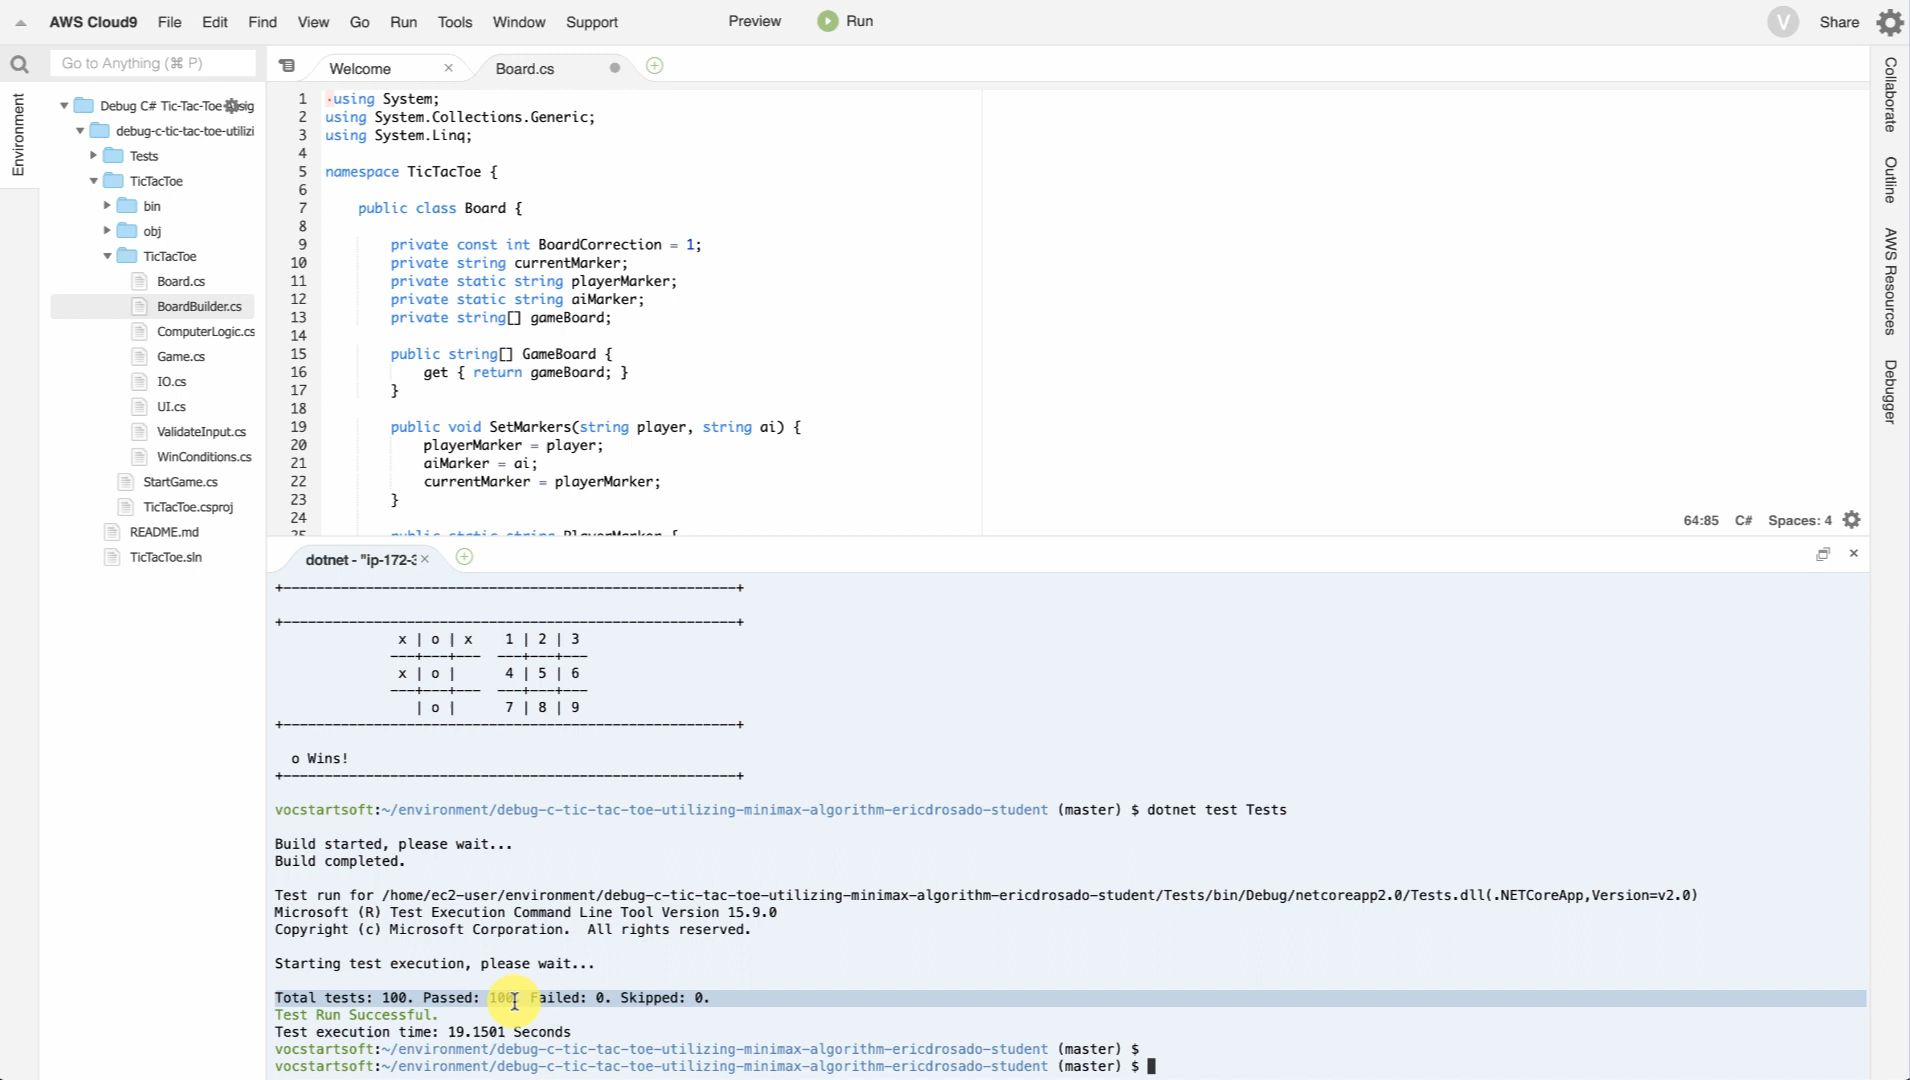 AWS Cloud9 File Edit Find View Go Run Tools Window Support Preview Run V Share
Go to Anything (⌘ P)
Welcome × Board.cs
Environment
Debug C# Tic-Tac-Toe
debug-c-tic-tac-toe-utilizi
Tests
TicTacToe
bin
obj
TicTacToe
Board.cs
BoardBuilder.cs
ComputerLogic.cs
Game.cs
IO.cs
UI.cs
ValidateInput.cs
WinConditions.cs
StartGame.cs
TicTacToe.csproj
README.md
TicTacToe.sln
1 using System;
2 using System.Collections.Generic;
3 using System.Linq;
4
5 namespace TicTacToe {
6
7 public class Board {
8
9 private const int BoardCorrection = 1;
10 private string currentMarker;
11 private static string playerMarker;
12 private static string aiMarker;
13 private string[] gameBoard;
14
15 public string[] GameBoard {
16 get { return gameBoard; }
17 }
18
19 public void SetMarkers(string player, string ai) {
20 playerMarker = player;
21 aiMarker = ai;
22 currentMarker = playerMarker;
23 }
24
25 public static string PlayerMarker {
64:85 C# Spaces: 4
Collaborate
Outline
AWS Resources
Debugger
dotnet - "ip-172-3 ×
+--------------------------------------------------------+
+--------------------------------------------------------+
x | o | x 1 | 2 | 3
---+---+--- ---+---+---
x | o | 4 | 5 | 6
---+---+--- ---+---+---
| o | 7 | 8 | 9
+--------------------------------------------------------+
o Wins!
+--------------------------------------------------------+
vocstartsoft:~/environment/debug-c-tic-tac-toe-utilizing-minimax-algorithm-ericdrosado-student (master) $ dotnet test Tests
Build started, please wait...
Build completed.
Test run for /home/ec2-user/environment/debug-c-tic-tac-toe-utilizing-minimax-algorithm-ericdrosado-student/Tests/bin/Debug/netcoreapp2.0/Tests.dll(.NETCoreApp,Version=v2.0)
Microsoft (R) Test Execution Command Line Tool Version 15.9.0
Copyright (c) Microsoft Corporation. All rights reserved.
Starting test execution, please wait...
Total tests: 100. Passed: 100. Failed: 0. Skipped: 0.
Test Run Successful.
Test execution time: 19.1501 Seconds
vocstartsoft:~/environment/debug-c-tic-tac-toe-utilizing-minimax-algorithm-ericdrosado-student (master) $
vocstartsoft:~/environment/debug-c-tic-tac-toe-utilizing-minimax-algorithm-ericdrosado-student (master) $